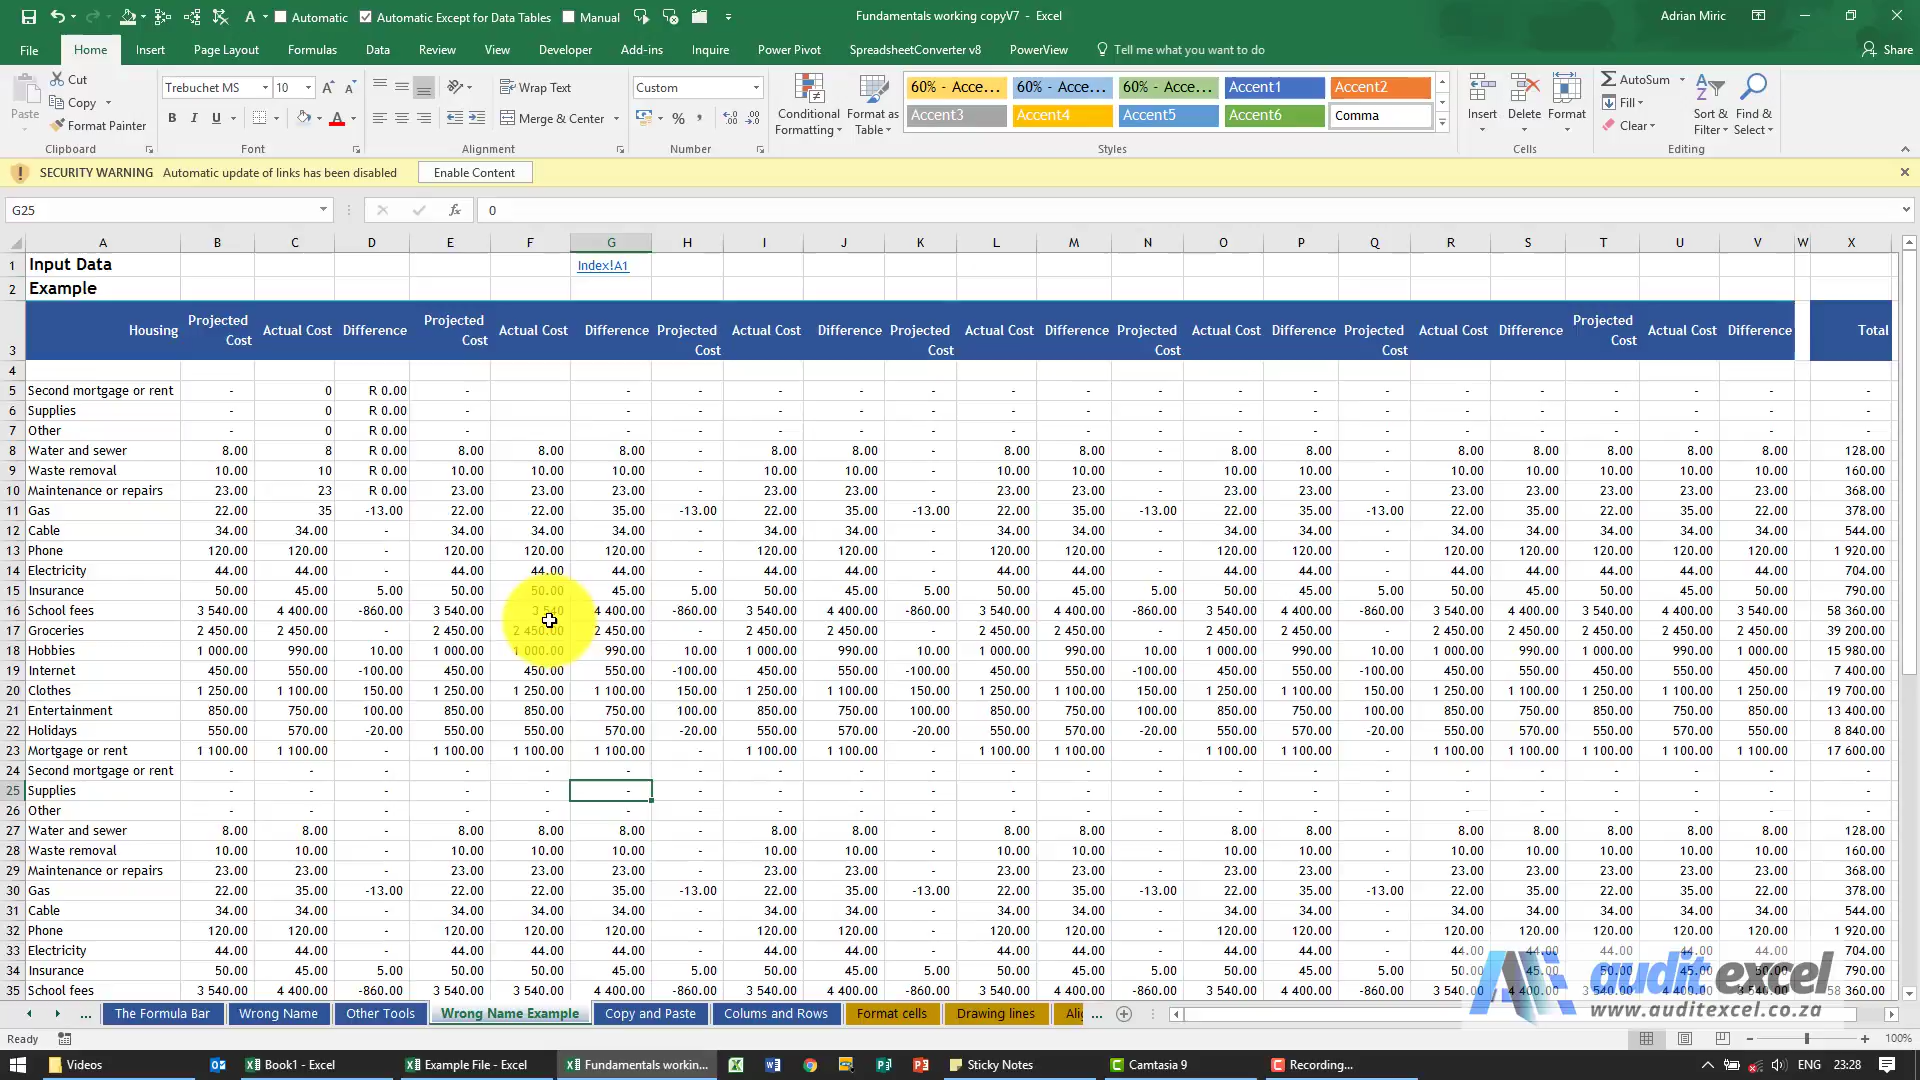 Automatic Automatic Except for Data Tables Manual Fundamentals working copyV7 - Excel Adrian Miric
File Home Insert Page Layout Formulas Data Review View Developer Add-ins Inquire Power Pivot SpreadsheetConverter v8 PowerView Tell me what you want to do Share
Paste Cut Copy Format Painter Clipboard
Trebuchet MS 10 B I U A Font
Wrap Text Merge & Center Alignment
Custom % Number
Conditional Formatting Format as Table
60% - Acce... 60% - Acce... 60% - Acce... Accent1 Accent2
Accent3 Accent4 Accent5 Accent6 Comma
Styles
Insert Delete Format Cells
AutoSum Fill Clear Sort & Filter Find & Select Editing
SECURITY WARNING Automatic update of links has been disabled Enable Content
G25 fx 0
A B C D E F G H I J K L M N O P Q R S T U V W X
1 Input Data Index!A1
2 Example
3 Housing Projected Cost Actual Cost Difference Projected Cost Actual Cost Difference Projected Cost Actual Cost Difference Projected Cost Actual Cost Difference Projected Cost Actual Cost Difference Projected Cost Actual Cost Difference Projected Cost Actual Cost Difference Total
4
5 Second mortgage or rent - 0 R 0.00 - - - - - - - - - - - - - - - - - -
6 Supplies - 0 R 0.00 - - - - - - - - - - - - - - - - - -
7 Other - 0 R 0.00 - - - - - - - - - - - - - - - - - -
8 Water and sewer 8.00 8 R 0.00 8.00 8.00 8.00 - 8.00 8.00 - 8.00 8.00 - 8.00 8.00 - 8.00 8.00 8.00 8.00 8.00 128.00
9 Waste removal 10.00 10 R 0.00 10.00 10.00 10.00 - 10.00 10.00 - 10.00 10.00 - 10.00 10.00 - 10.00 10.00 10.00 10.00 10.00 160.00
10 Maintenance or repairs 23.00 23 R 0.00 23.00 23.00 23.00 - 23.00 23.00 - 23.00 23.00 - 23.00 23.00 - 23.00 23.00 23.00 23.00 23.00 368.00
11 Gas 22.00 35 -13.00 22.00 22.00 35.00 -13.00 22.00 35.00 -13.00 22.00 35.00 -13.00 22.00 35.00 -13.00 22.00 35.00 22.00 35.00 22.00 378.00
12 Cable 34.00 34.00 - 34.00 34.00 34.00 - 34.00 34.00 - 34.00 34.00 - 34.00 34.00 - 34.00 34.00 34.00 34.00 34.00 544.00
13 Phone 120.00 120.00 - 120.00 120.00 120.00 - 120.00 120.00 - 120.00 120.00 - 120.00 120.00 - 120.00 120.00 120.00 120.00 120.00 1 920.00
14 Electricity 44.00 44.00 - 44.00 44.00 44.00 - 44.00 44.00 - 44.00 44.00 - 44.00 44.00 - 44.00 44.00 44.00 44.00 44.00 704.00
15 Insurance 50.00 45.00 5.00 50.00 50.00 45.00 5.00 50.00 45.00 5.00 50.00 45.00 5.00 50.00 45.00 5.00 50.00 45.00 50.00 45.00 50.00 790.00
16 School fees 3 540.00 4 400.00 -860.00 3 540.00 3 540 4 400.00 -860.00 3 540.00 4 400.00 -860.00 3 540.00 4 400.00 -860.00 3 540.00 4 400.00 -860.00 3 540.00 4 400.00 3 540.00 4 400.00 3 540.00 58 360.00
17 Groceries 2 450.00 2 450.00 - 2 450.00 2 450.00 2 450.00 - 2 450.00 2 450.00 - 2 450.00 2 450.00 - 2 450.00 2 450.00 - 2 450.00 2 450.00 2 450.00 2 450.00 2 450.00 39 200.00
18 Hobbies 1 000.00 990.00 10.00 1 000.00 1 000.00 990.00 10.00 1 000.00 990.00 10.00 1 000.00 990.00 10.00 1 000.00 990.00 10.00 1 000.00 990.00 1 000.00 990.00 1 000.00 15 980.00
19 Internet 450.00 550.00 -100.00 450.00 450.00 550.00 -100.00 450.00 550.00 -100.00 450.00 550.00 -100.00 450.00 550.00 -100.00 450.00 550.00 450.00 550.00 450.00 7 400.00
20 Clothes 1 250.00 1 100.00 150.00 1 250.00 1 250.00 1 100.00 150.00 1 250.00 1 100.00 150.00 1 250.00 1 100.00 150.00 1 250.00 1 100.00 150.00 1 250.00 1 100.00 1 250.00 1 100.00 1 250.00 19 700.00
21 Entertainment 850.00 750.00 100.00 850.00 850.00 750.00 100.00 850.00 750.00 100.00 850.00 750.00 100.00 850.00 750.00 100.00 850.00 750.00 850.00 750.00 850.00 13 400.00
22 Holidays 550.00 570.00 -20.00 550.00 550.00 570.00 -20.00 550.00 570.00 -20.00 550.00 570.00 -20.00 550.00 570.00 -20.00 550.00 570.00 550.00 570.00 550.00 8 840.00
23 Mortgage or rent 1 100.00 1 100.00 - 1 100.00 1 100.00 1 100.00 - 1 100.00 1 100.00 - 1 100.00 1 100.00 - 1 100.00 1 100.00 - 1 100.00 1 100.00 1 100.00 1 100.00 1 100.00 17 600.00
24 Second mortgage or rent - - - - - - - - - - - - - - - - - - - - - -
25 Supplies - - - - - - - - - - - - - - - - - - - - - -
26 Other - - - - - - - - - - - - - - - - - - - - - -
27 Water and sewer 8.00 8.00 - 8.00 8.00 8.00 - 8.00 8.00 - 8.00 8.00 - 8.00 8.00 - 8.00 8.00 8.00 8.00 8.00 128.00
28 Waste removal 10.00 10.00 - 10.00 10.00 10.00 - 10.00 10.00 - 10.00 10.00 - 10.00 10.00 - 10.00 10.00 10.00 10.00 10.00 160.00
29 Maintenance or repairs 23.00 23.00 - 23.00 23.00 23.00 - 23.00 23.00 - 23.00 23.00 - 23.00 23.00 - 23.00 23.00 23.00 23.00 23.00 368.00
30 Gas 22.00 35.00 -13.00 22.00 22.00 35.00 -13.00 22.00 35.00 -13.00 22.00 35.00 -13.00 22.00 35.00 -13.00 22.00 35.00 22.00 35.00 22.00 378.00
31 Cable 34.00 34.00 - 34.00 34.00 34.00 - 34.00 34.00 - 34.00 34.00 - 34.00 34.00 - 34.00 34.00 34.00 34.00 34.00 544.00
32 Phone 120.00 120.00 - 120.00 120.00 120.00 - 120.00 120.00 - 120.00 120.00 - 120.00 120.00 - 120.00 120.00 120.00 120.00 120.00 1 920.00
33 Electricity 44.00 44.00 - 44.00 44.00 44.00 - 44.00 44.00 - 44.00 44.00 - 44.00 44.00 - 44.00 44.00 44.00 44.00 44.00 704.00
34 Insurance 50.00 45.00 5.00 50.00 50.00 45.00 5.00 50.00 45.00 5.00 50.00 45.00 5.00 50.00 45.00 5.00 50.00 45.00 50.00 45.00 50.00 790.00
35 School fees 3 540.00 4 400.00 -860.00 3 540.00 3 540.00 4 400.00 -860.00 3 540.00 4 400.00 -860.00 3 540.00 4 400.00 -860.00 3 540.00 4 400.00 -860.00 3 540.00 4 400.00 3 540.00 4 400.00 3 540.00 58 360.00
auditexcel
www.auditexcel.co.za
... The Formula Bar Wrong Name Other Tools Wrong Name Example Copy and Paste Colums and Rows Format cells Drawing lines Alig ...
Ready 100%
Videos Book1 - Excel Example File - Excel Fundamentals workin... Sticky Notes Camtasia 9 Recording... ENG 23:28